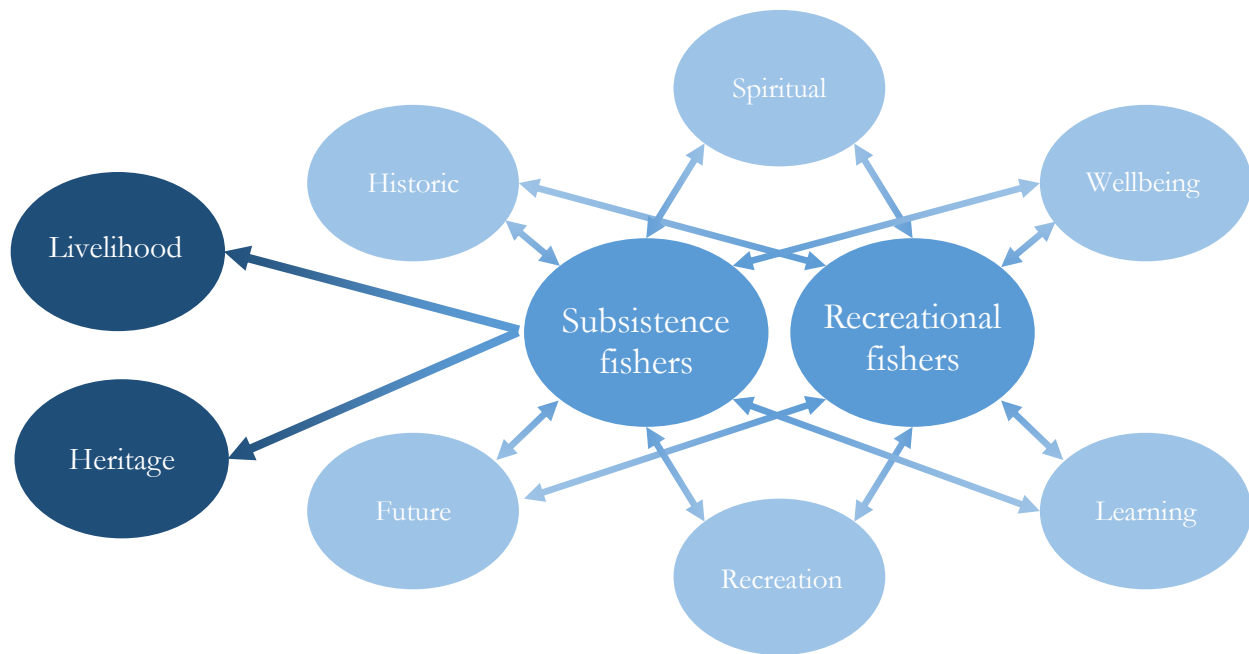 Spiritual
Historic
Wellbeing
Livelihood
Subsistence
fishers
Recreational
fishers
Heritage
Future
Learning
Recreation